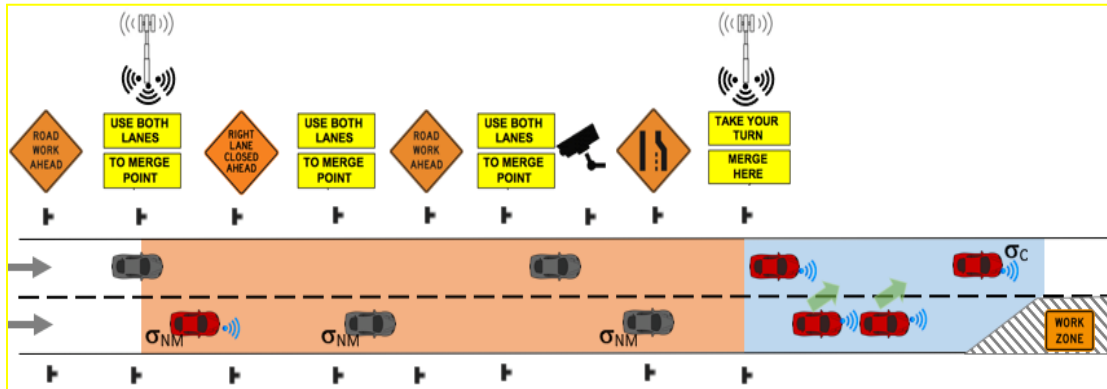 ROAD
WORK
AHEAD
USE BOTH
LANES
TO MERGE
POINT
RIGHT
LANE
CLOSED
AHEAD
USE BOTH
LANES
TO MERGE
POINT
ROAD
WORK
AHEAD
USE BOTH
LANES
TO MERGE
POINT
TAKE YOUR
TURN
MERGE
HERE
σC
σNM
σNM
σNM
WORK
ZONE